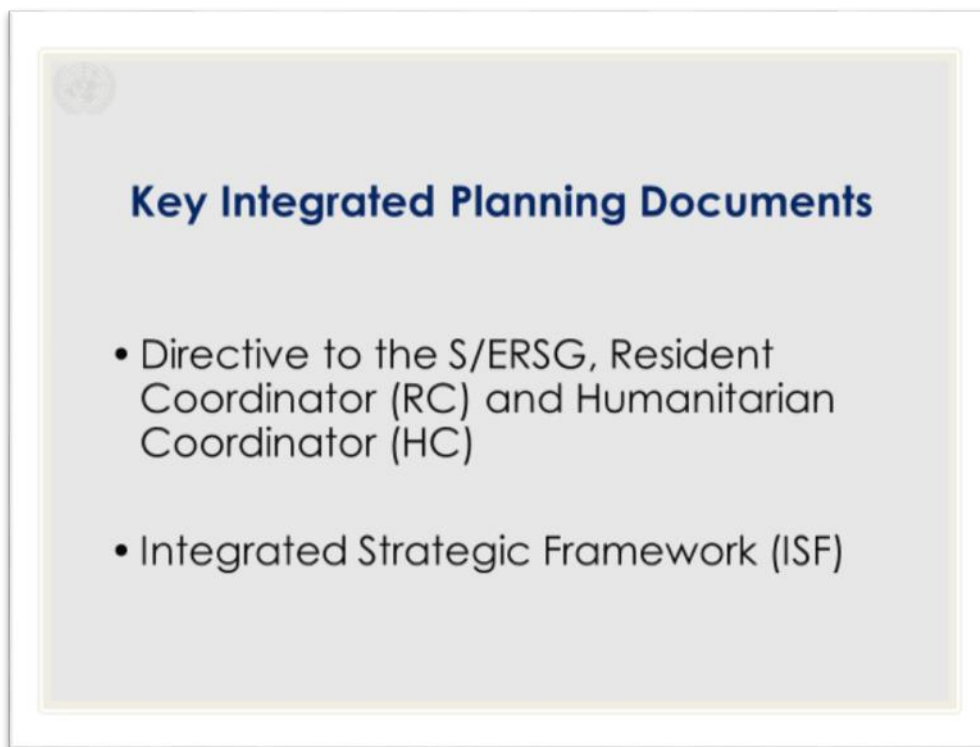 Key Integrated Planning Documents
• Directive to the S/ERSG, Resident
Coordinator (RC) and Humanitarian
Coordinator (HC)
• Integrated Strategic Framework (ISF)